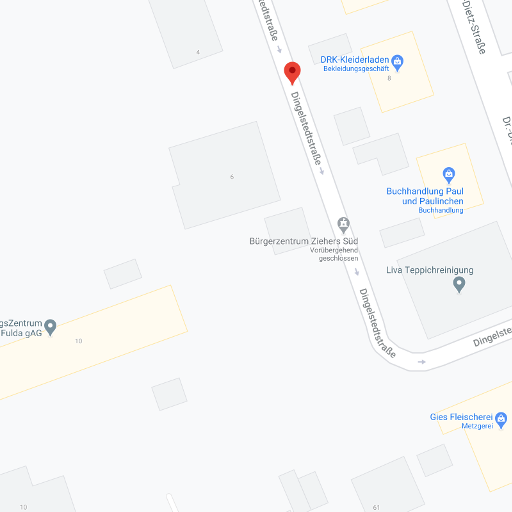 Dingelstedtstraße
Dietz-Straße
4
DRK-Kleiderladen
Bekleidungsgeschäft
8
Dingelstedtstraße
6
Buchhandlung Paul
und Paulinchen
Buchhandlung
Bürgerzentrum Ziehers Süd
Vorübergehend
geschlossen
Liva Teppichreinigung
Dingelstedtstraße
gsZentrum
Fulda gAG
10
Dingelste
Gies Fleischerei
Metzgerei
10
61